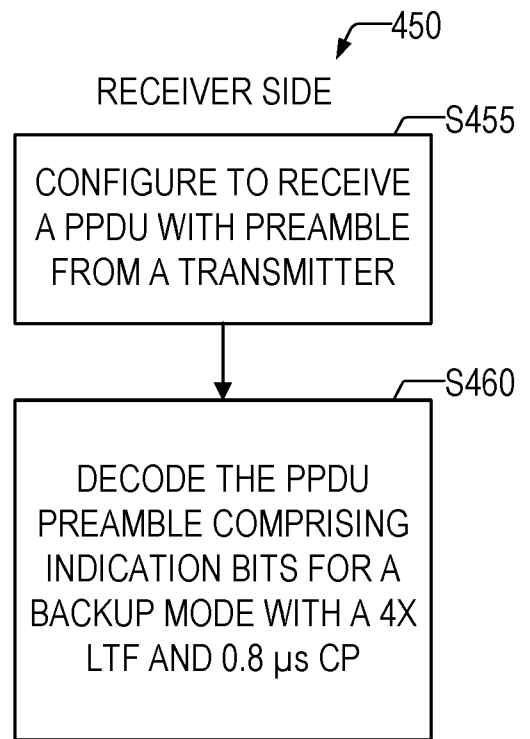 450
RECEIVER SIDE
S455
CONFIGURE TO RECEIVE
A PPDU WITH PREAMBLE
FROM A TRANSMITTER
S460
DECODE THE PPDU
PREAMBLE COMPRISING
INDICATION BITS FOR A
BACKUP MODE WITH A 4X
LTF AND 0.8 µs CP